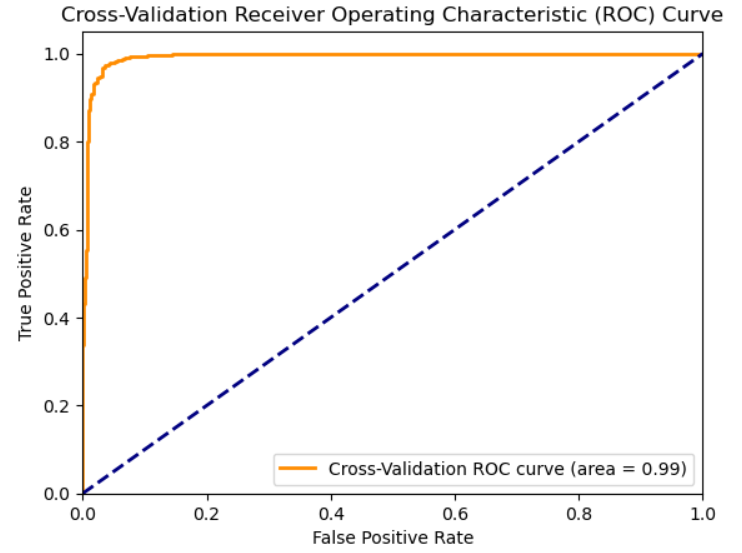 Cross-Validation Receiver Operating Characteristic (ROC) Curve
1.0
0.8
0.6
0.4
0.2
0.0
True Positive Rate
Cross-Validation ROC curve (area = 0.99)
0.0 0.2 0.4 0.6 0.8 1.0
False Positive Rate